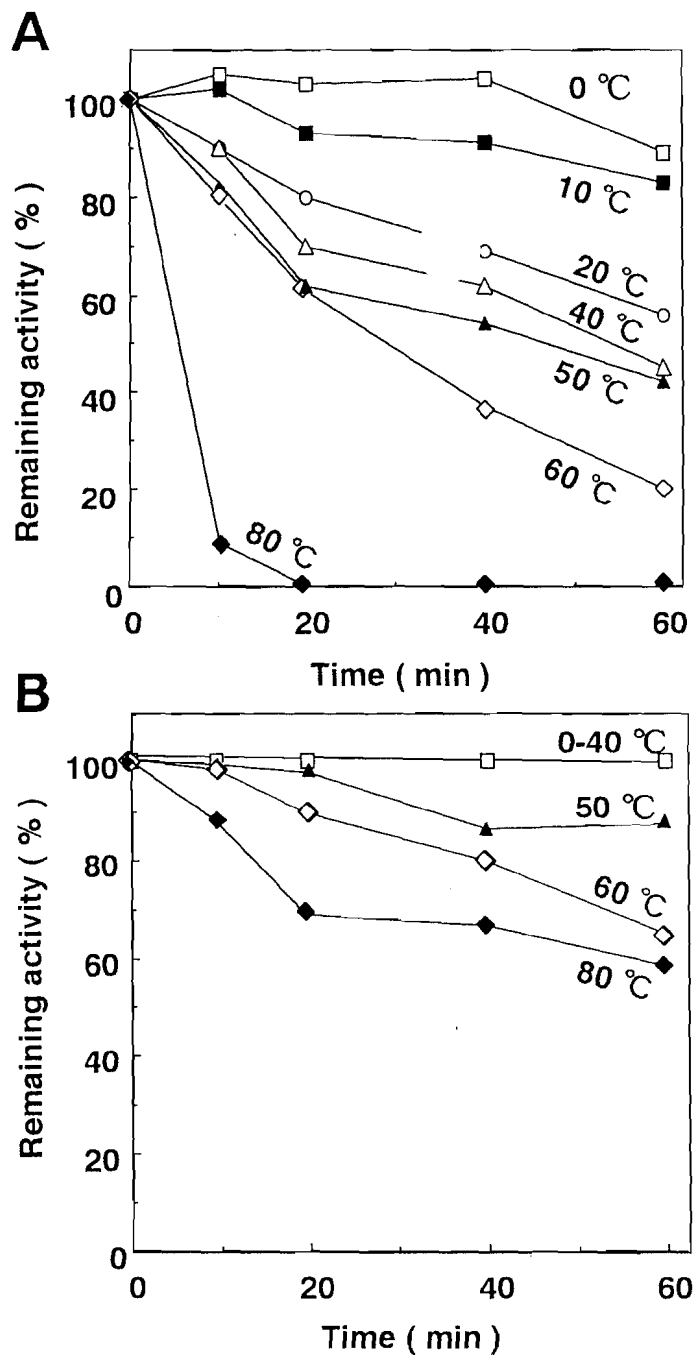 A
Remaining activity ( % )
100
80
60
40
20
0
0 °C
10 °C
20 °C
40 °C
50 °C
60 °C
80 °C
0 20 40 60
Time ( min )
B
Remaining activity ( % )
100
80
60
40
20
0
0-40 °C
50 °C
60 °C
80 °C
0 20 40 60
Time ( min )